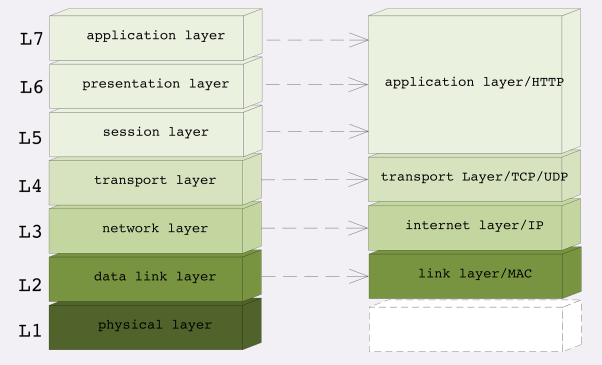 L7 application layer
L6 presentation layer
application layer/HTTP
L5 session layer
L4 transport layer
transport Layer/TCP/UDP
L3 network layer
internet layer/IP
L2 data link layer
link layer/MAC
L1 physical layer